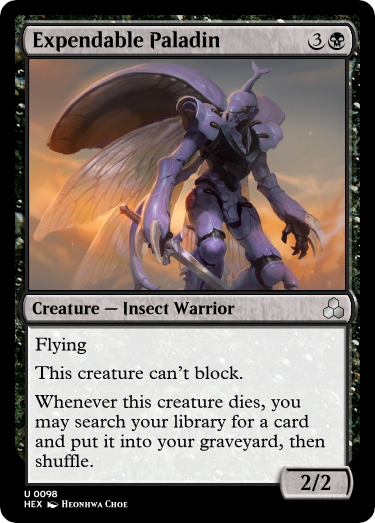 Expendable Paladin 3
Creature — Insect Warrior
Flying
This creature can't block.
Whenever this creature dies, you
may search your library for a card
and put it into your graveyard, then
shuffle.
2/2
U 0098
HEX Heonhwa Choe